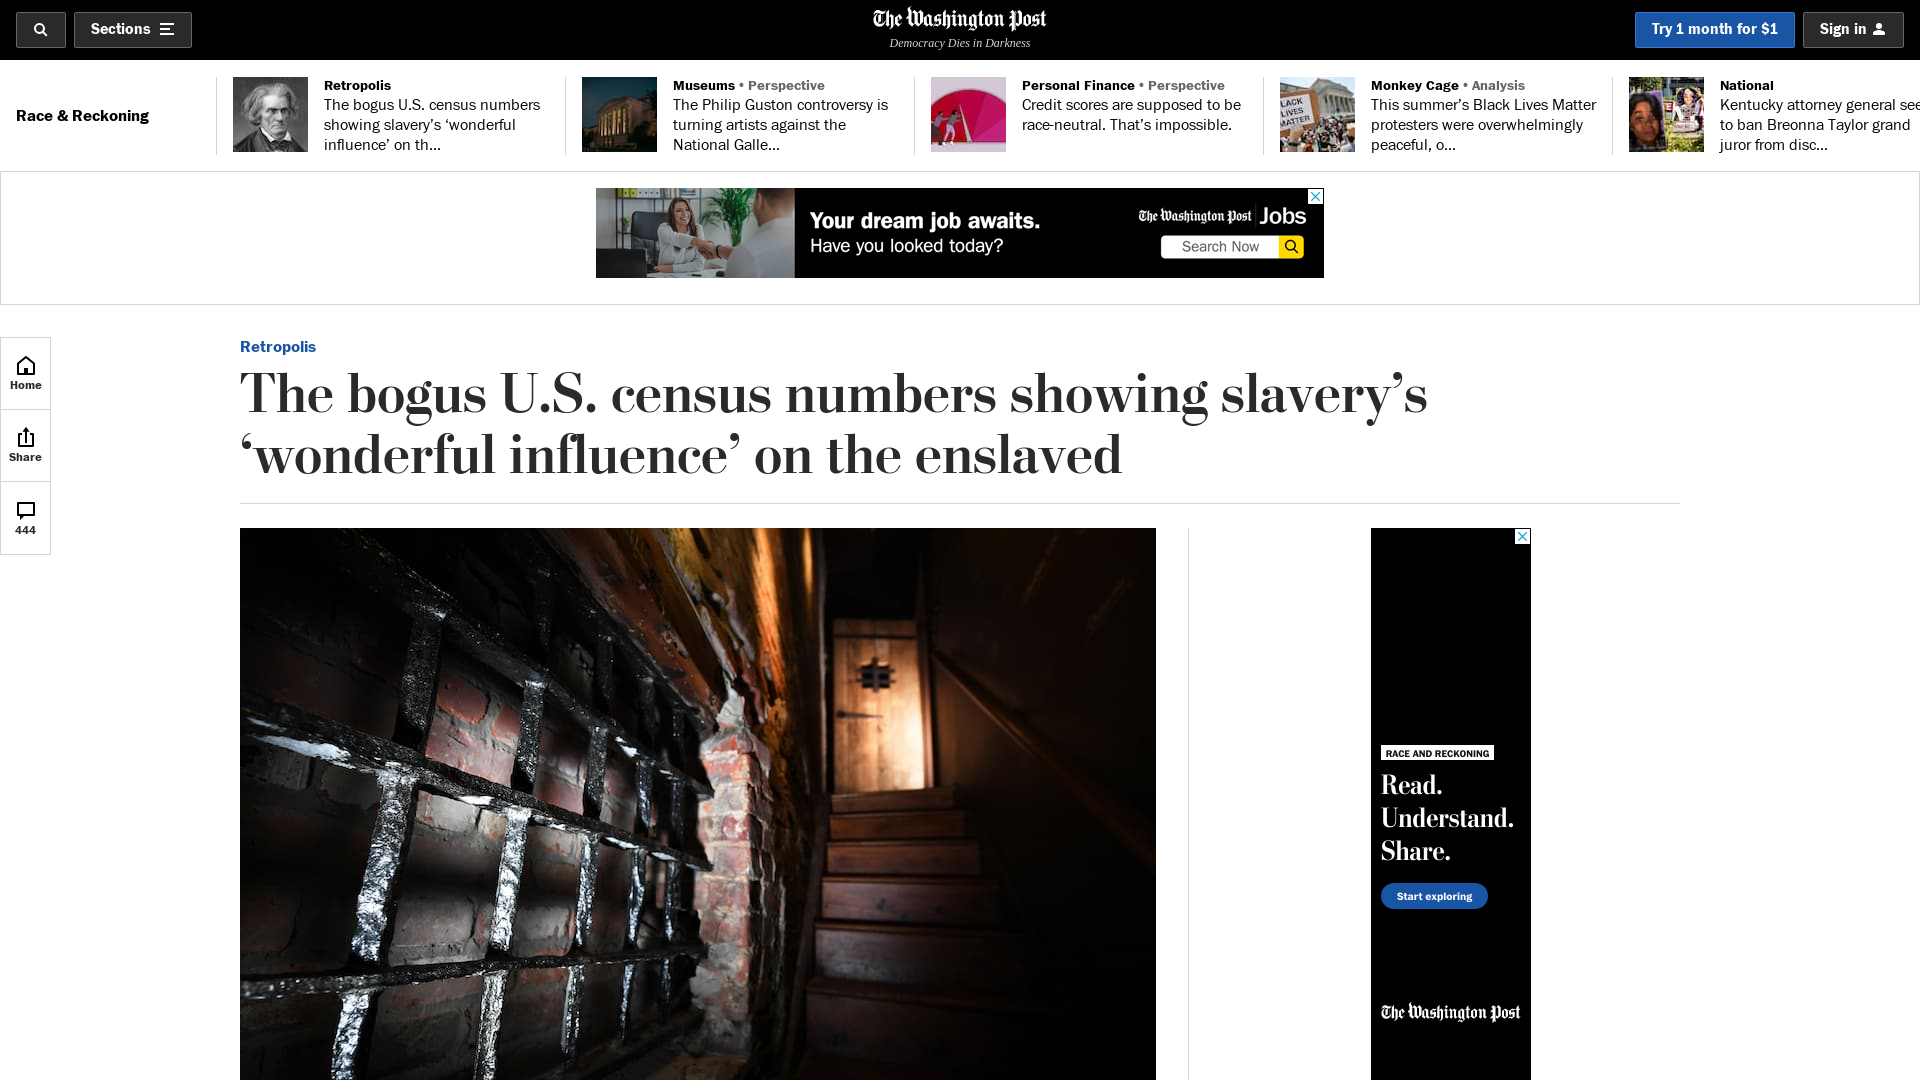 Sections
The Washington Post
Democracy Dies in Darkness
Try 1 month for $1
Sign in
Race & Reckoning
Retropolis
The bogus U.S. census numbers
showing slavery’s ‘wonderful
influence’ on th...
Museums • Perspective
The Philip Guston controversy is
turning artists against the
National Galle...
Personal Finance • Perspective
Credit scores are supposed to be
race-neutral. That’s impossible.
Monkey Cage • Analysis
This summer’s Black Lives Matter
protesters were overwhelmingly
peaceful, o...
National
Kentucky attorney general see
to ban Breonna Taylor grand
juror from disc...
LACK
LIVES
MATTER
Your dream job awaits.
Have you looked today?
The Washington Post Jobs
Search Now
Home
Share
444
Retropolis
The bogus U.S. census numbers showing slavery’s
‘wonderful influence’ on the enslaved
RACE AND RECKONING
Read.
Understand.
Share.
Start exploring
The Washington Post